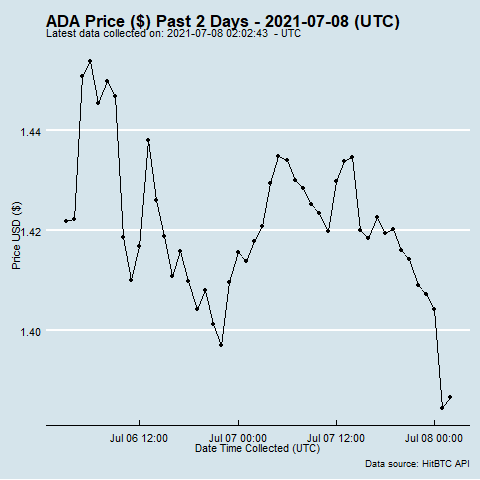 ADA Price ($) Past 2 Days - 2021-07-08 (UTC)
Latest data collected on: 2021-07-08 02:02:43 - UTC
1.44
1.42
1.40
Price USD ($)
Jul 06 12:00
Jul 07 00:00
Jul 07 12:00
Jul 08 00:00
Date Time Collected (UTC)
Data source: HitBTC API